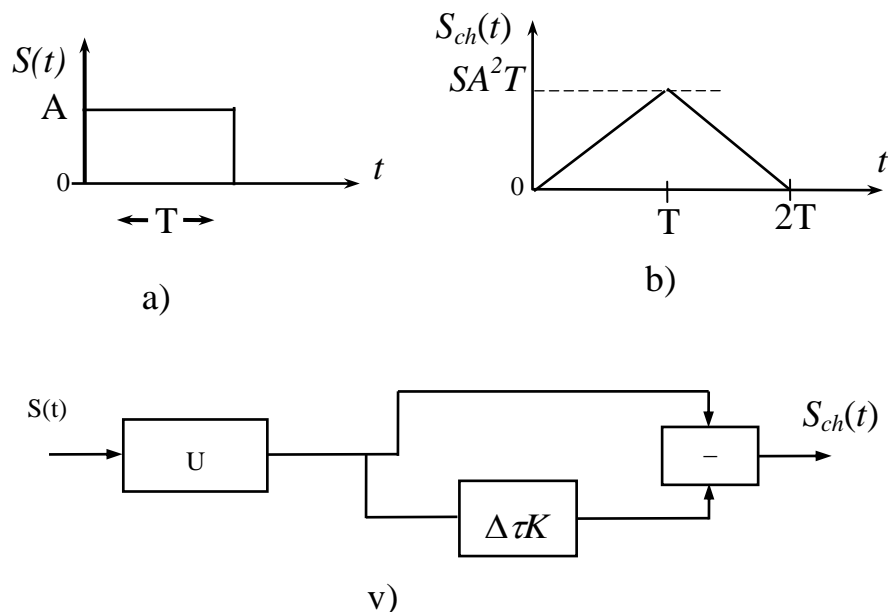 S(t)
A
0
t
T
a)
S_ch(t)
SA²T
0
t
T
2T
b)
S(t)
U
ΔτK
−
S_ch(t)
v)